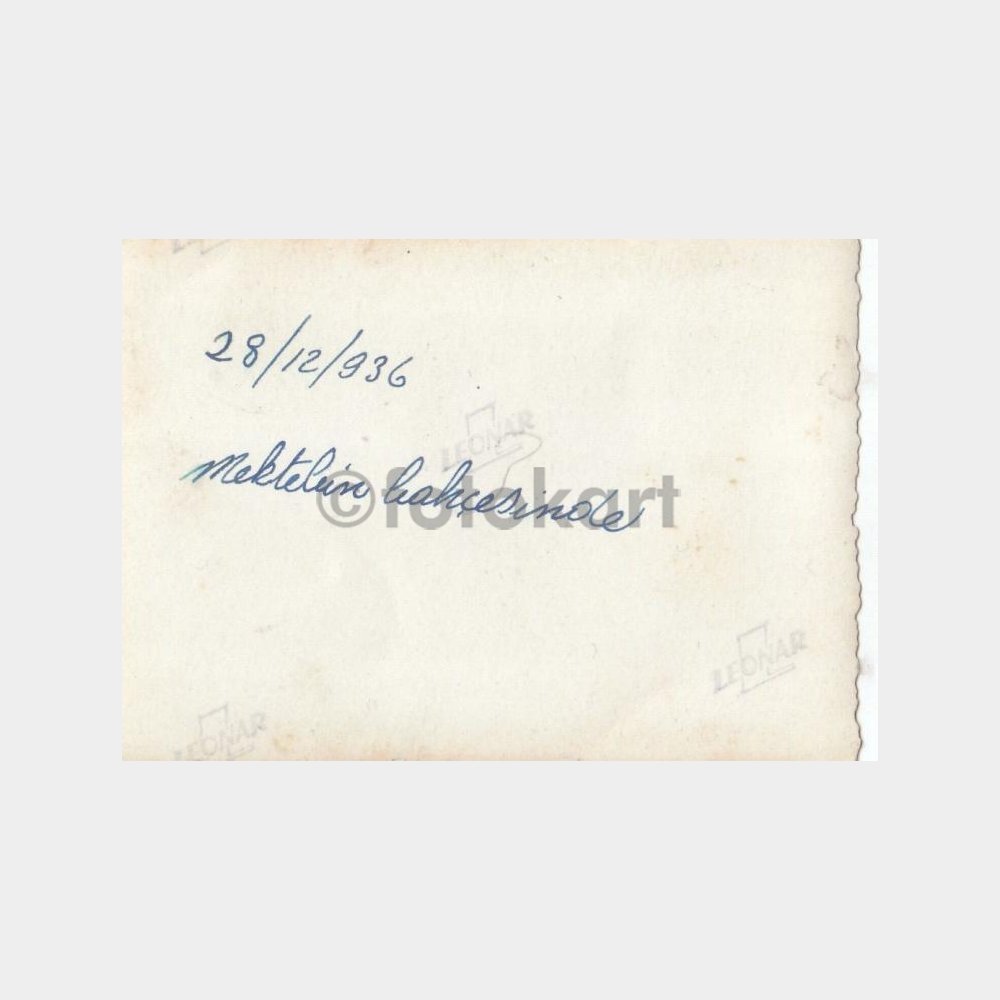 28/12/936
LEONAR
Mektebin bahçesinde
©fotokart
LEONAR
LEONAR